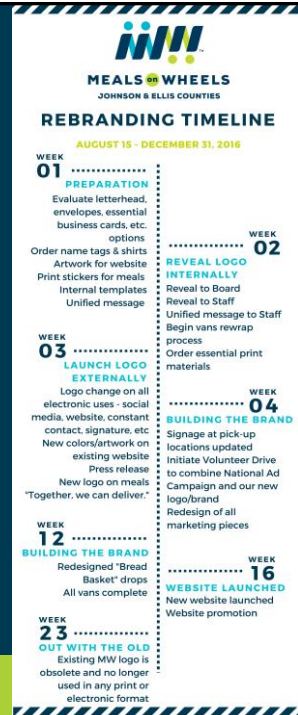 MEALS on WHEELS
JOHNSON & ELLIS COUNTIES
REBRANDING TIMELINE
AUGUST 15 - DECEMBER 31, 2016
WEEK
01
PREPARATION
Evaluate letterhead,
envelopes, essential
business cards, etc.
options
Order name tags & shirts
Artwork for website
Print stickers for meals
Internal templates
Unified message
WEEK
02
REVEAL LOGO
INTERNALLY
Reveal to Board
Reveal to Staff
Unified message to Staff
Begin vans rewrap
process
Order essential print
materials
WEEK
03
LAUNCH LOGO
EXTERNALLY
Logo change on all
electronic uses - social
media, website, constant
contact, signature, etc
New colors/artwork on
existing website
Press release
New logo on meals
"Together, we can deliver."
WEEK
04
BUILDING THE BRAND
Signage at pick-up
locations updated
Initiate Volunteer Drive
to combine National Ad
Campaign and our new
logo/brand
Redesign of all
marketing pieces
WEEK
12
BUILDING THE BRAND
Redesigned "Bread
Basket" drops
All vans complete
WEEK
16
WEBSITE LAUNCHED
New website launched
Website promotion
WEEK
23
OUT WITH THE OLD
Existing MW logo is
obsolete and no longer
used in any print or
electronic format